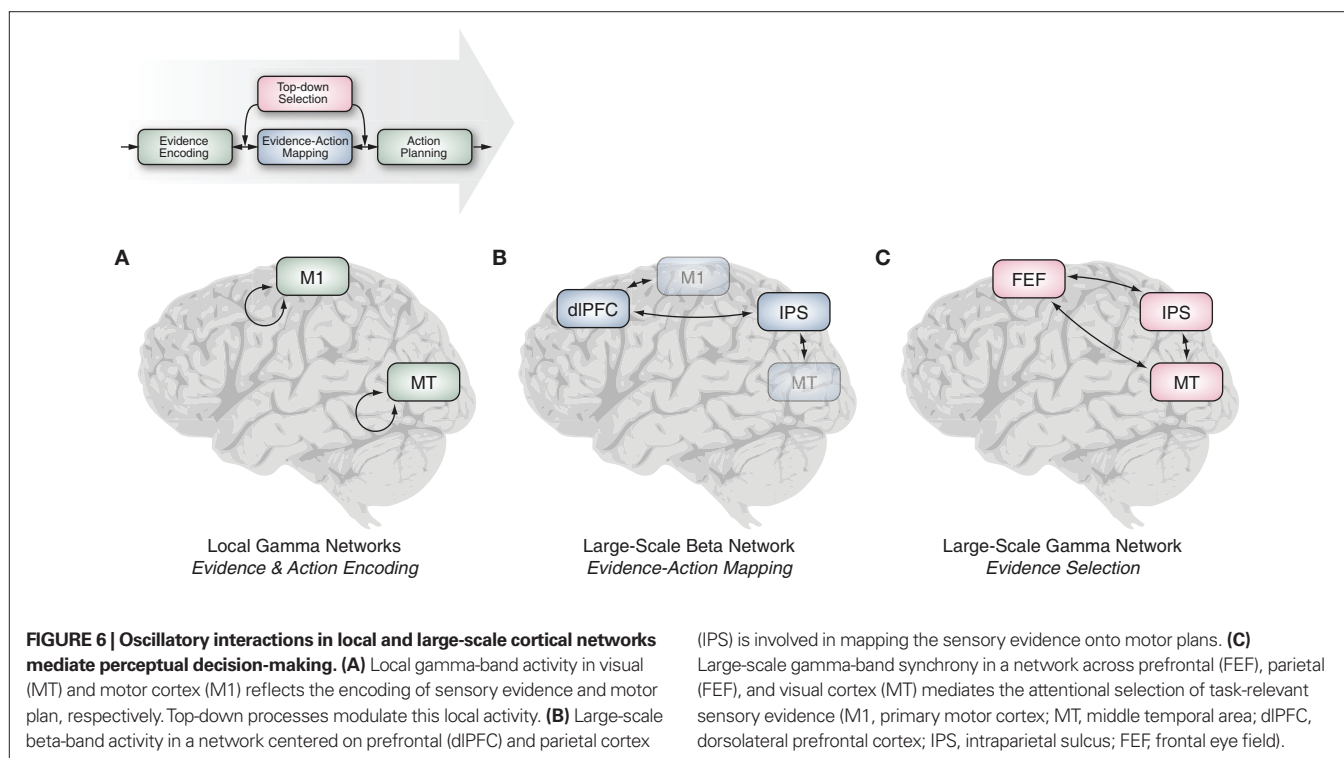 Top-down
Selection
Evidence
Encoding
Evidence-Action
Mapping
Action
Planning
A
M1
MT
Local Gamma Networks
Evidence & Action Encoding
B
M1
dlPFC
IPS
MT
Large-Scale Beta Network
Evidence-Action Mapping
C
FEF
IPS
MT
Large-Scale Gamma Network
Evidence Selection
FIGURE 6 | Oscillatory interactions in local and large-scale cortical networks
mediate perceptual decision-making. (A) Local gamma-band activity in visual
(MT) and motor cortex (M1) reflects the encoding of sensory evidence and motor
plan, respectively. Top-down processes modulate this local activity. (B) Large-scale
beta-band activity in a network centered on prefrontal (dlPFC) and parietal cortex
(IPS) is involved in mapping the sensory evidence onto motor plans. (C)
Large-scale gamma-band synchrony in a network across prefrontal (FEF), parietal
(FEF), and visual cortex (MT) mediates the attentional selection of task-relevant
sensory evidence (M1, primary motor cortex; MT, middle temporal area; dlPFC,
dorsolateral prefrontal cortex; IPS, intraparietal sulcus; FEF, frontal eye field).